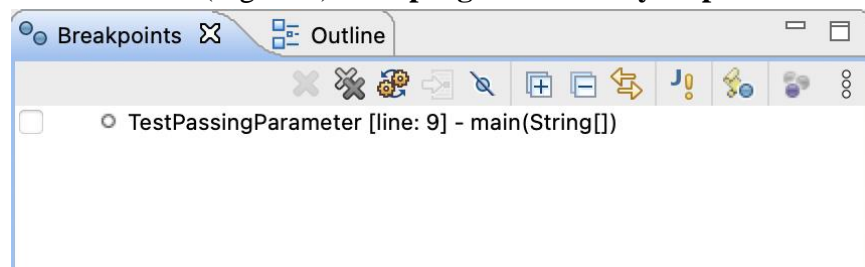 Breakpoints Outline
TestPassingParameter [line: 9] - main(String[])